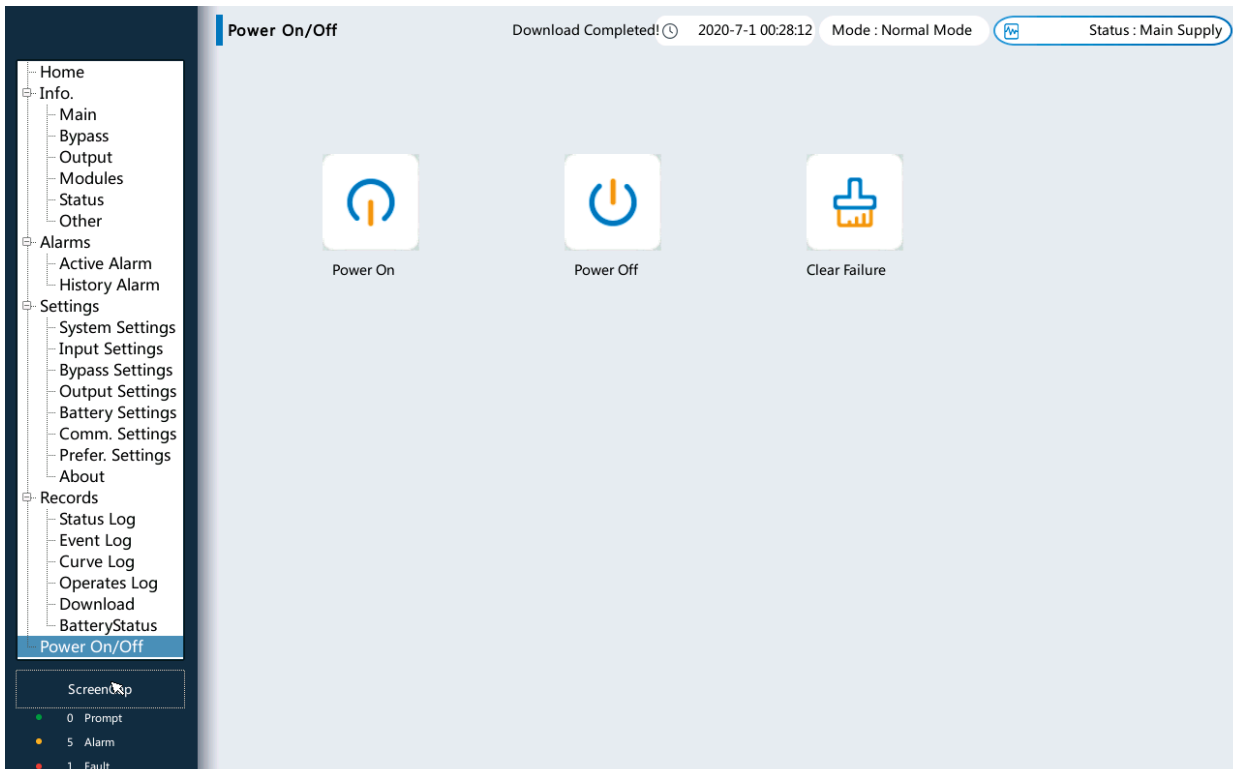 Power On/Off
Download Completed!
2020-7-1 00:28:12
Mode : Normal Mode
Status : Main Supply
Home
Info.
Main
Bypass
Output
Modules
Status
Other
Alarms
Active Alarm
History Alarm
Settings
System Settings
Input Settings
Bypass Settings
Output Settings
Battery Settings
Comm. Settings
Prefer. Settings
About
Records
Status Log
Event Log
Curve Log
Operates Log
Download
BatteryStatus
Power On/Off
ScreenCap
0 Prompt
5 Alarm
1 Fault
Power On
Power Off
Clear Failure